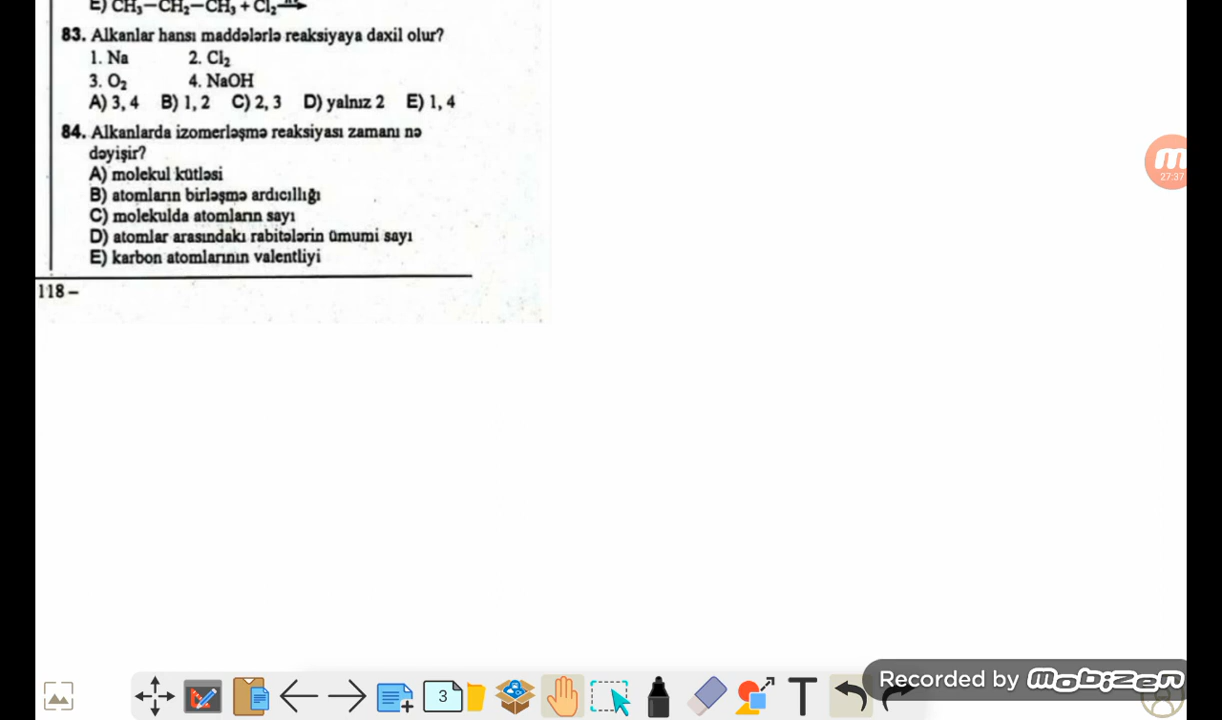 E) CH₃–CH₂–CH₃ + Cl₂
83. Alkanlar hansı maddələrlə reaksiyaya daxil olur?
1. Na 2. Cl₂
3. O₂ 4. NaOH
A) 3, 4 B) 1, 2 C) 2, 3 D) yalnız 2 E) 1, 4
84. Alkanlarda izomerləşmə reaksiyası zamanı nə
dəyişir?
A) molekul kütləsi
B) atomların birləşmə ardıcıllığı
C) molekulda atomların sayı
D) atomlar arasındakı rabitələrin ümumi sayı
E) karbon atomlarının valentliyi
118 –
27:37
3
T
Recorded by mobizen